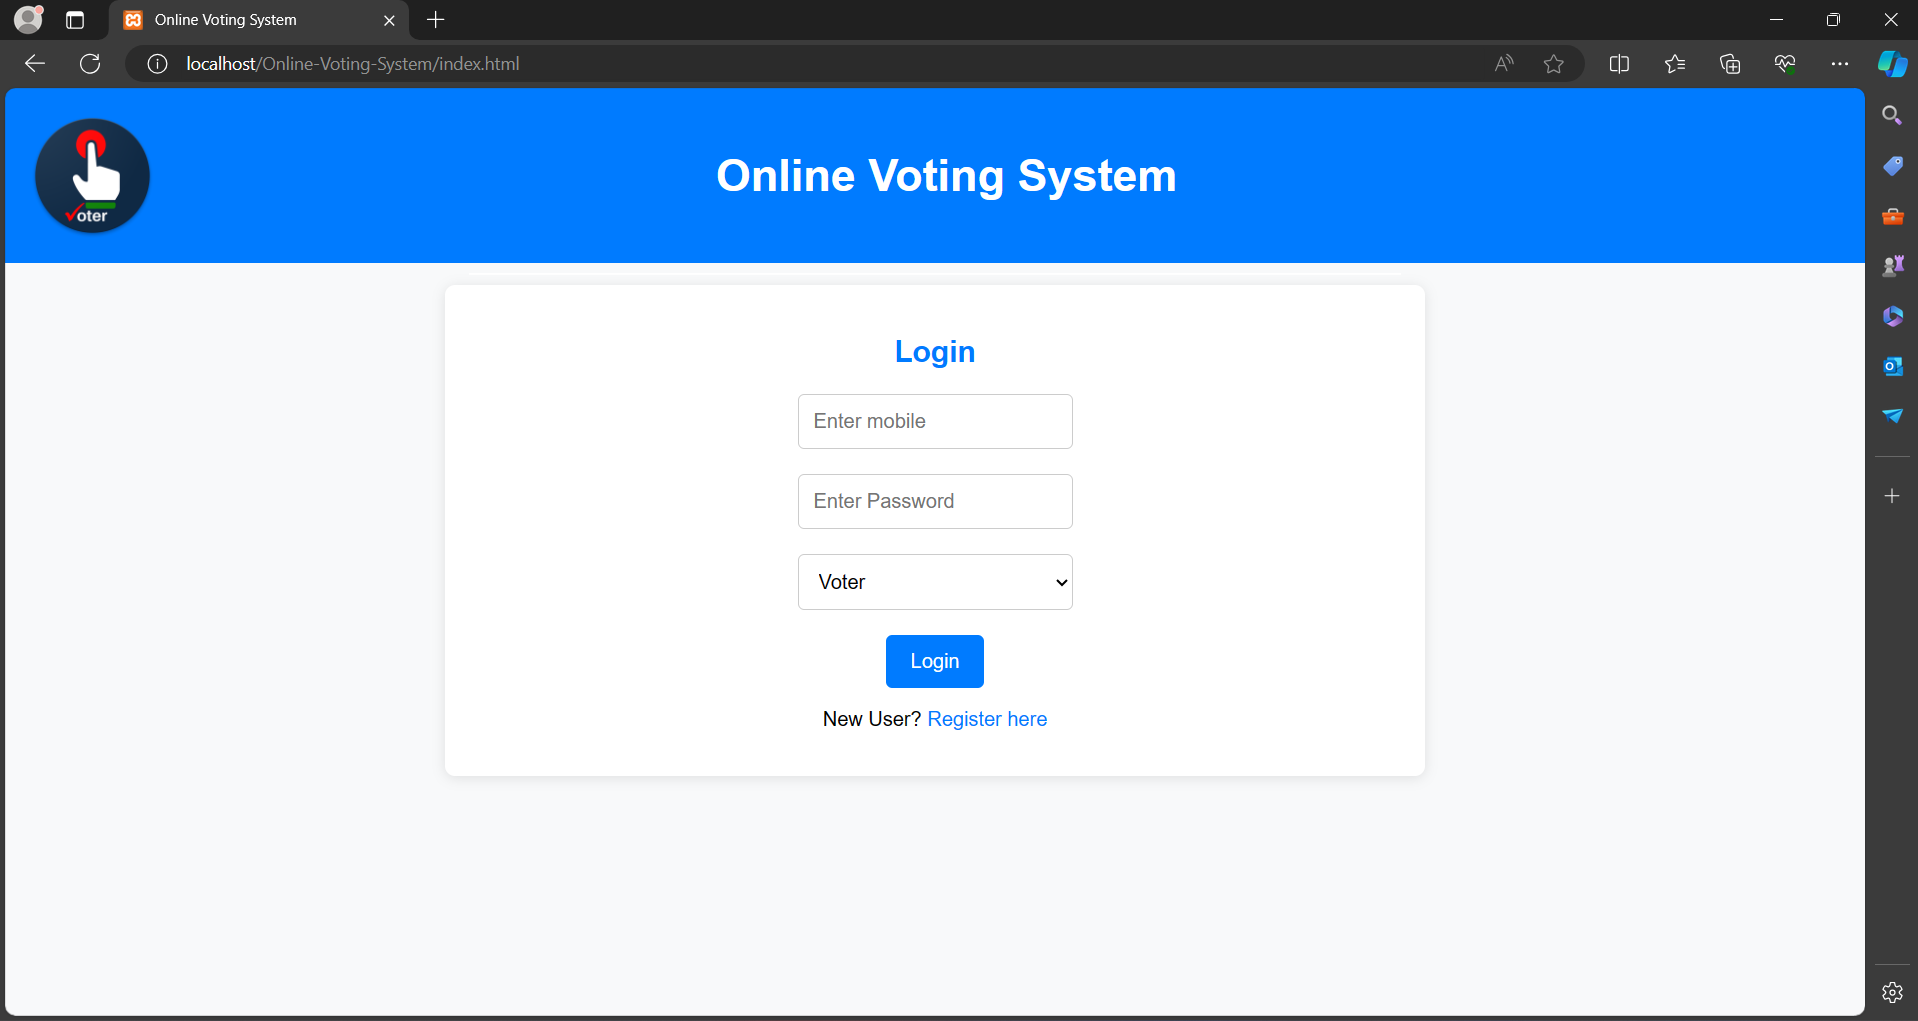 Online Voting System
localhost/Online-Voting-System/index.html
Voter
Online Voting System
Login
Enter mobile
Enter Password
Voter
Login
New User? Register here